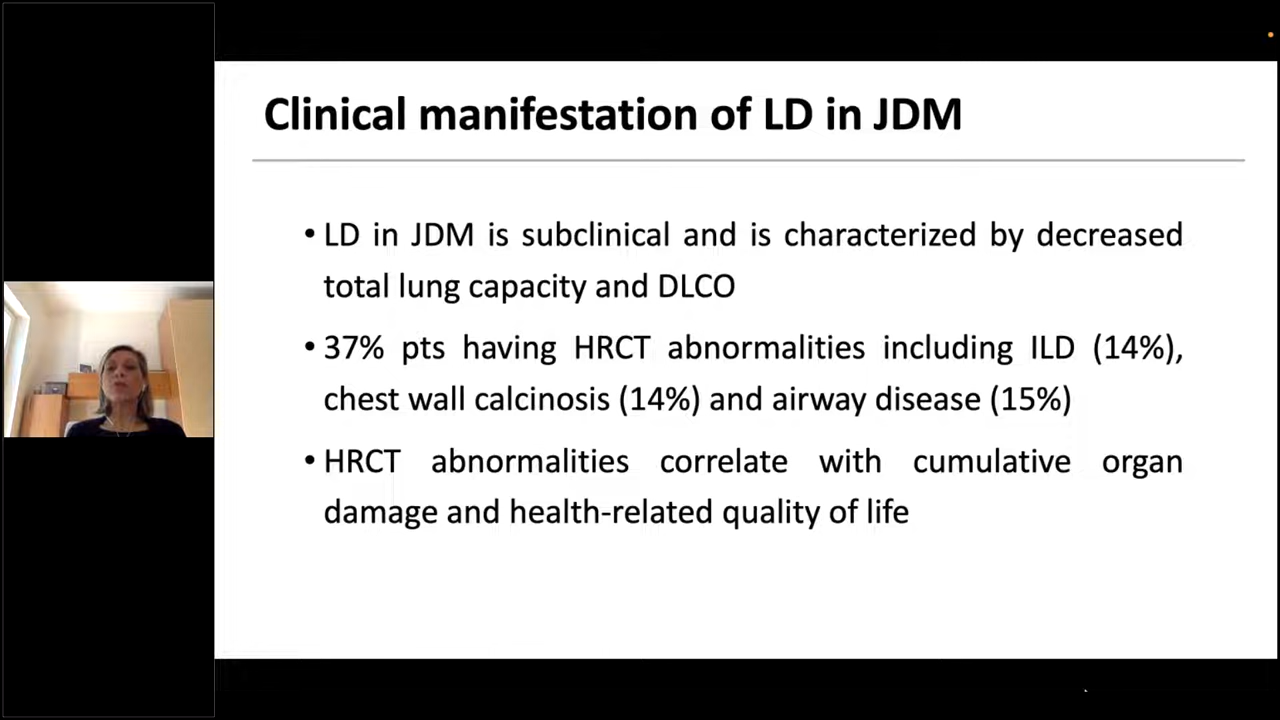 Clinical manifestation of LD in JDM
• LD in JDM is subclinical and is characterized by decreased
total lung capacity and DLCO
• 37% pts having HRCT abnormalities including ILD (14%),
chest wall calcinosis (14%) and airway disease (15%)
• HRCT abnormalities correlate with cumulative organ
damage and health-related quality of life